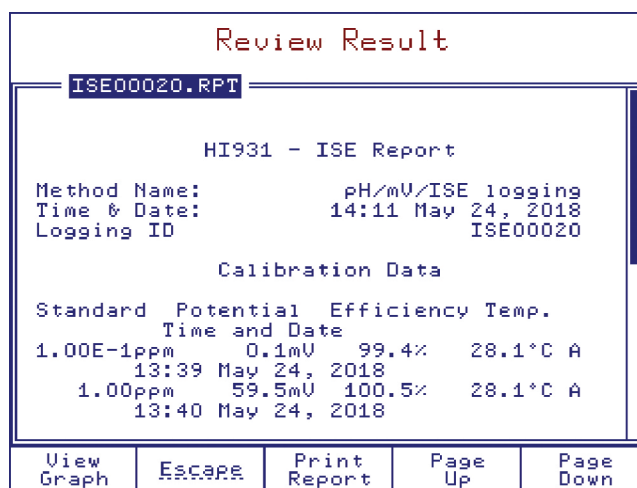 Review Result
ISE00020.RPT
HI931 - ISE Report
Method Name: pH/mV/ISE logging
Time & Date: 14:11 May 24, 2018
Logging ID ISE00020
Calibration Data
Standard Potential Efficiency Temp.
Time and Date
1.00E-1ppm 0.1mV 99.4% 28.1°C A
13:39 May 24, 2018
1.00ppm 59.5mV 100.5% 28.1°C A
13:40 May 24, 2018
View Graph
Escape
Print Report
Page Up
Page Down